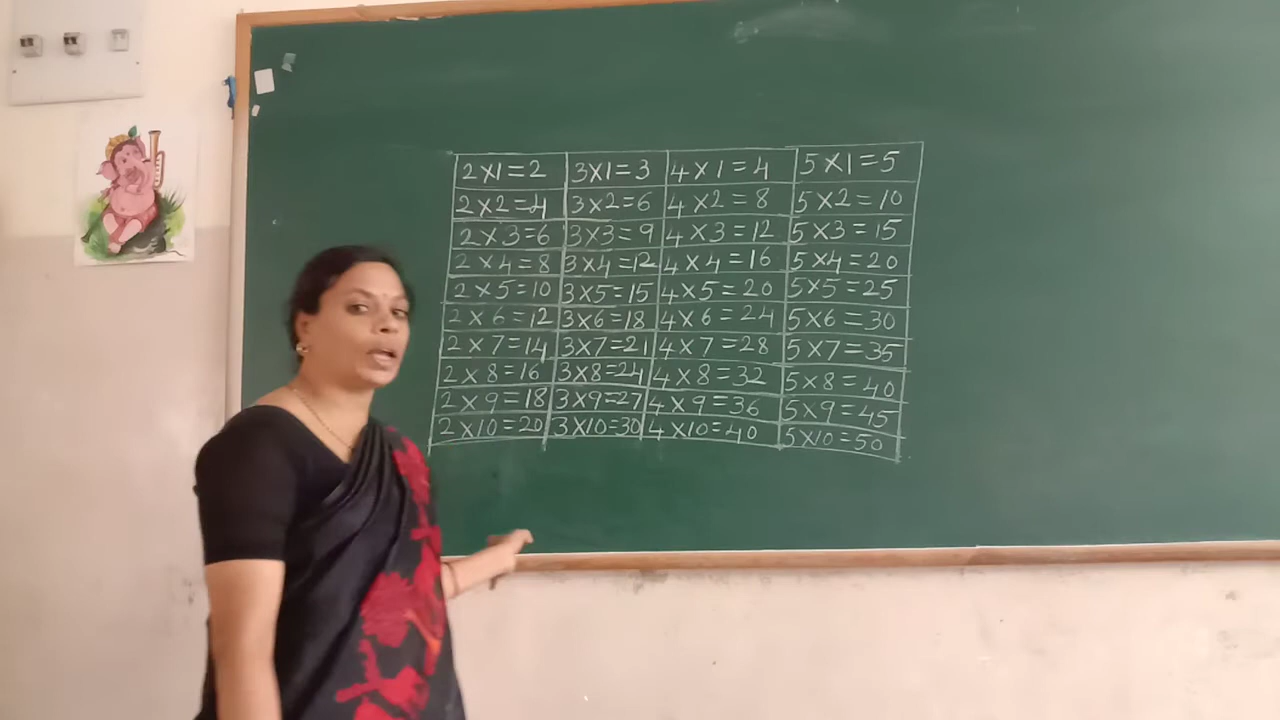 2×1=2 3×1=3 4×1=4 5×1=5
2×2=4 3×2=6 4×2=8 5×2=10
2×3=6 3×3=9 4×3=12 5×3=15
2×4=8 3×4=12 4×4=16 5×4=20
2×5=10 3×5=15 4×5=20 5×5=25
2×6=12 3×6=18 4×6=24 5×6=30
2×7=14 3×7=21 4×7=28 5×7=35
2×8=16 3×8=24 4×8=32 5×8=40
2×9=18 3×9=27 4×9=36 5×9=45
2×10=20 3×10=30 4×10=40 5×10=50